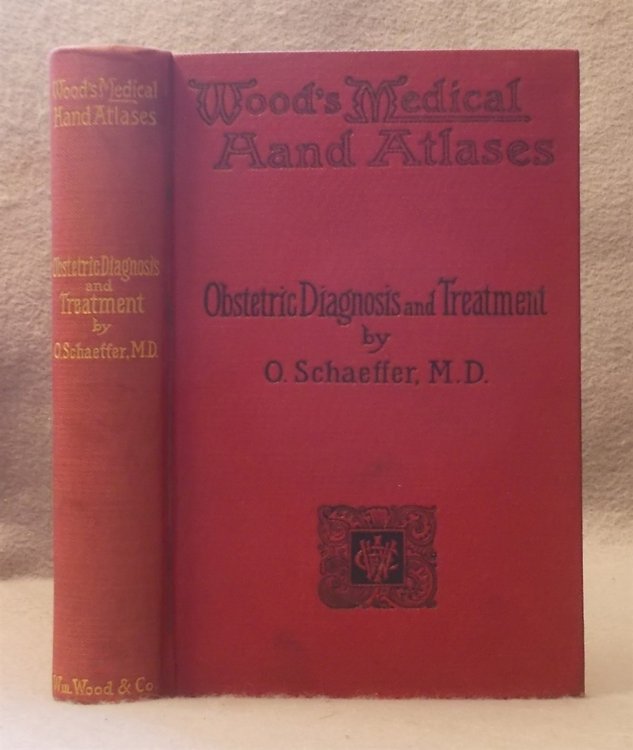 Wood's Medical
Hand Atlases
Obstetric Diagnosis
and
Treatment
by
O. Schaeffer, M.D.
Wm. Wood & Co.
Wood's Medical
Hand Atlases
Obstetric Diagnosis and Treatment
by
O. Schaeffer, M.D.